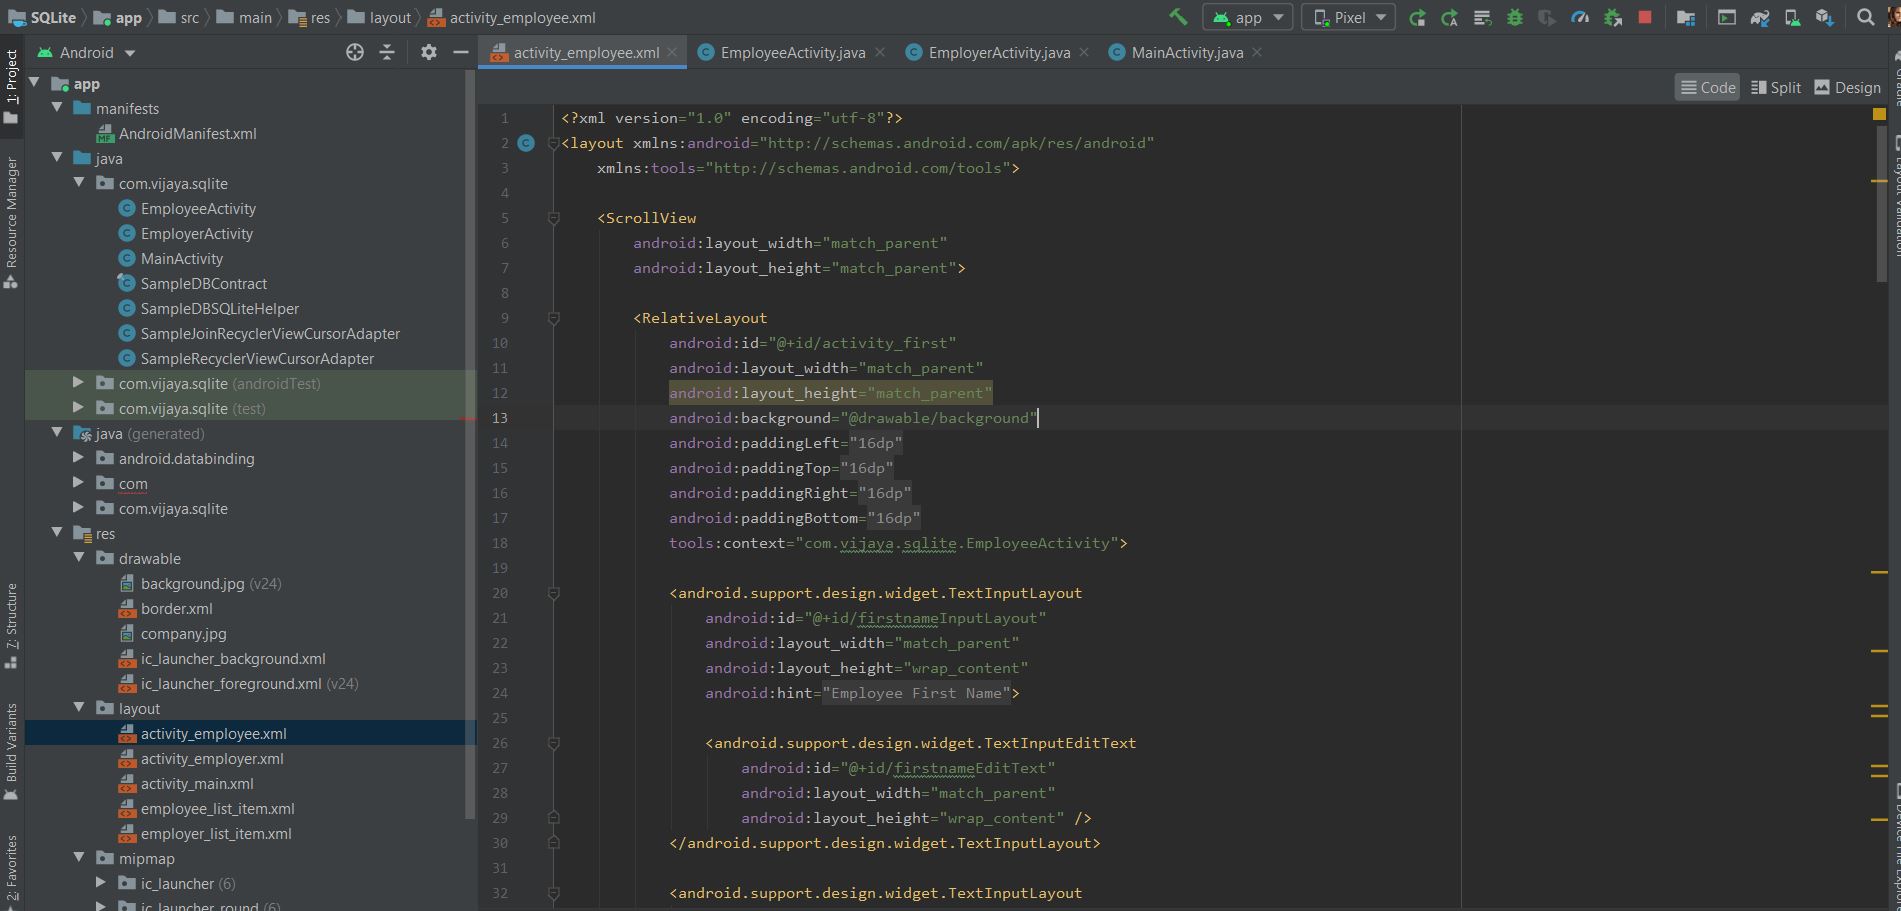 SQLite app src main res layout activity_employee.xml app Pixel
Android
activity_employee.xml EmployeeActivity.java EmployerActivity.java MainActivity.java
Code Split Design
1: Project
Resource Manager
7: Structure
Build Variants
2: Favorites
app
manifests
AndroidManifest.xml
java
com.vijaya.sqlite
EmployeeActivity
EmployerActivity
MainActivity
SampleDBContract
SampleDBSQLiteHelper
SampleJoinRecyclerViewCursorAdapter
SampleRecyclerViewCursorAdapter
com.vijaya.sqlite (androidTest)
com.vijaya.sqlite (test)
java (generated)
android.databinding
com
com.vijaya.sqlite
res
drawable
background.jpg (v24)
border.xml
company.jpg
ic_launcher_background.xml
ic_launcher_foreground.xml (v24)
layout
activity_employee.xml
activity_employer.xml
activity_main.xml
employee_list_item.xml
employer_list_item.xml
mipmap
ic_launcher (6)
ic_launcher_round (6)
1 <?xml version="1.0" encoding="utf-8"?>
2 <layout xmlns:android="http://schemas.android.com/apk/res/android"
3 xmlns:tools="http://schemas.android.com/tools">
4
5 <ScrollView
6 android:layout_width="match_parent"
7 android:layout_height="match_parent">
8
9 <RelativeLayout
10 android:id="@+id/activity_first"
11 android:layout_width="match_parent"
12 android:layout_height="match_parent"
13 android:background="@drawable/background"
14 android:paddingLeft="16dp"
15 android:paddingTop="16dp"
16 android:paddingRight="16dp"
17 android:paddingBottom="16dp"
18 tools:context="com.vijaya.sqlite.EmployeeActivity">
19
20 <android.support.design.widget.TextInputLayout
21 android:id="@+id/firstnameInputLayout"
22 android:layout_width="match_parent"
23 android:layout_height="wrap_content"
24 android:hint="Employee First Name">
25
26 <android.support.design.widget.TextInputEditText
27 android:id="@+id/firstnameEditText"
28 android:layout_width="match_parent"
29 android:layout_height="wrap_content" />
30 </android.support.design.widget.TextInputLayout>
31
32 <android.support.design.widget.TextInputLayout